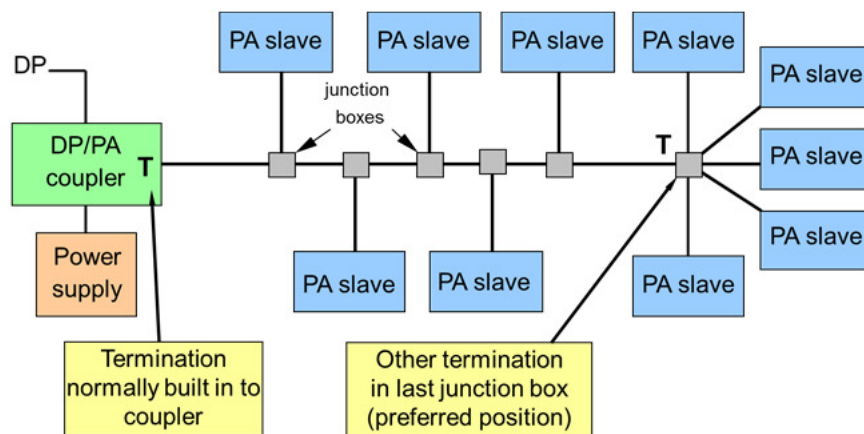 PA slave
PA slave
PA slave
PA slave
PA slave
DP
junction
boxes
DP/PA
coupler
T
T
PA slave
PA slave
Power
supply
PA slave
PA slave
PA slave
Termination
normally built in to
coupler
Other termination
in last junction box
(preferred position)